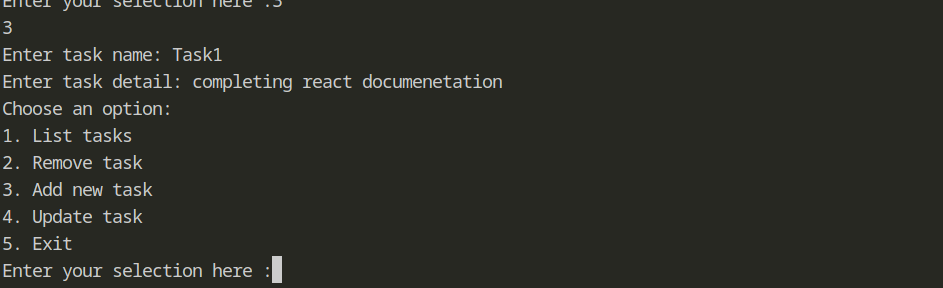 Enter your selection here :3
3
Enter task name: Task1
Enter task detail: completing react documenetation
Choose an option:
1. List tasks
2. Remove task
3. Add new task
4. Update task
5. Exit
Enter your selection here :